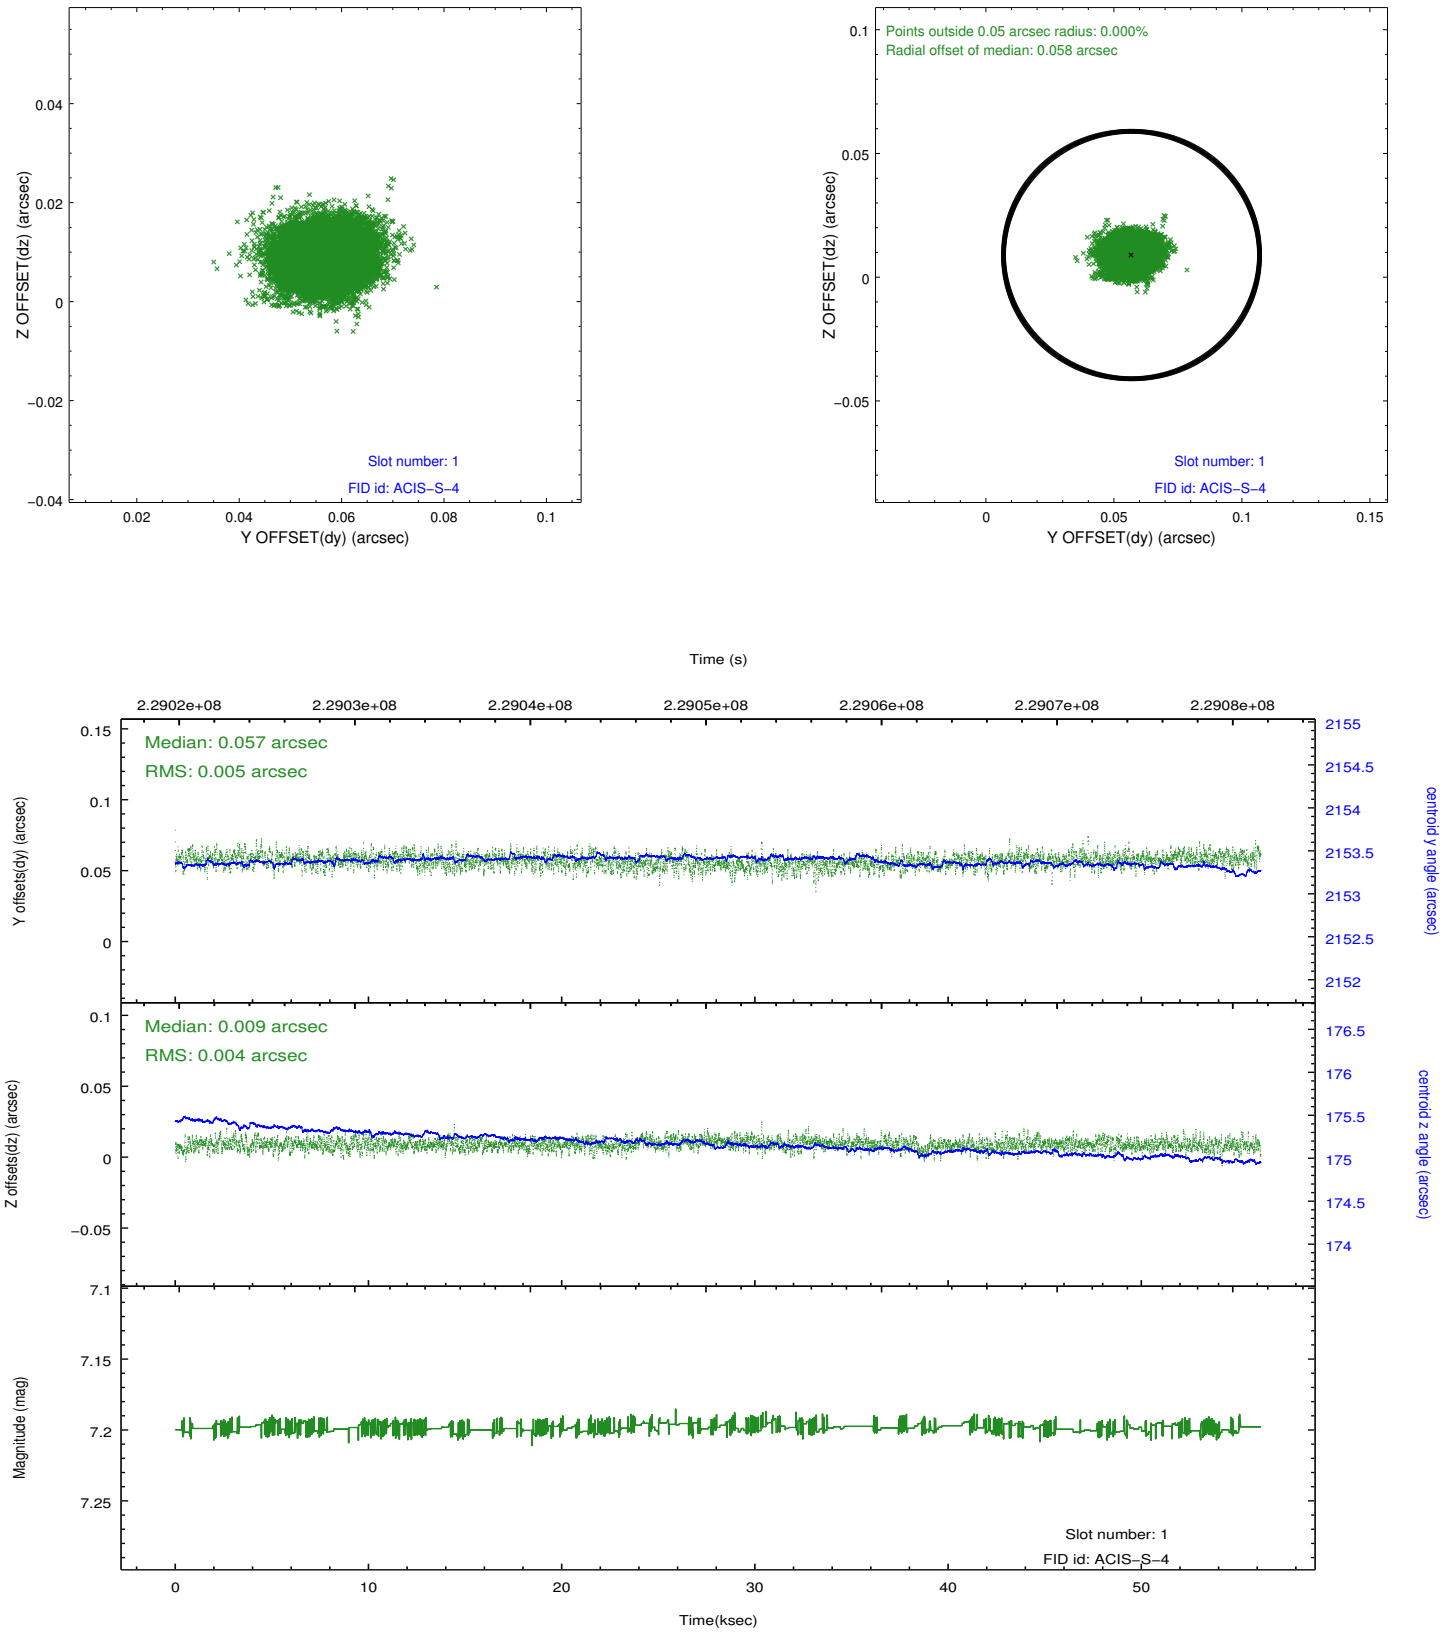 0.04
0.02
0
−0.02
−0.04
Z OFFSET(dz) (arcsec)
Slot number: 1
FID id: ACIS−S−4
0.02
0.04
0.06
0.08
0.1
Y OFFSET(dy) (arcsec)
Points outside 0.05 arcsec radius: 0.000%
Radial offset of median: 0.058 arcsec
0.1
0.05
0
−0.05
Z OFFSET(dz) (arcsec)
Slot number: 1
FID id: ACIS−S−4
0
0.05
0.1
0.15
Y OFFSET(dy) (arcsec)
Time (s)
2.2902e+08
2.2903e+08
2.2904e+08
2.2905e+08
2.2906e+08
2.2907e+08
2.2908e+08
Median: 0.057 arcsec
RMS: 0.005 arcsec
0.15
0.1
0.05
0
Y offsets(dy) (arcsec)
2155
2154.5
2154
2153.5
2153
2152.5
2152
centroid y angle (arcsec)
Median: 0.009 arcsec
RMS: 0.004 arcsec
0.1
0.05
0
−0.05
Z offsets(dz) (arcsec)
176.5
176
175.5
175
174.5
174
centroid z angle (arcsec)
7.1
7.15
7.2
7.25
Magnitude (mag)
Slot number: 1
FID id: ACIS−S−4
0
10
20
30
40
50
Time(ksec)